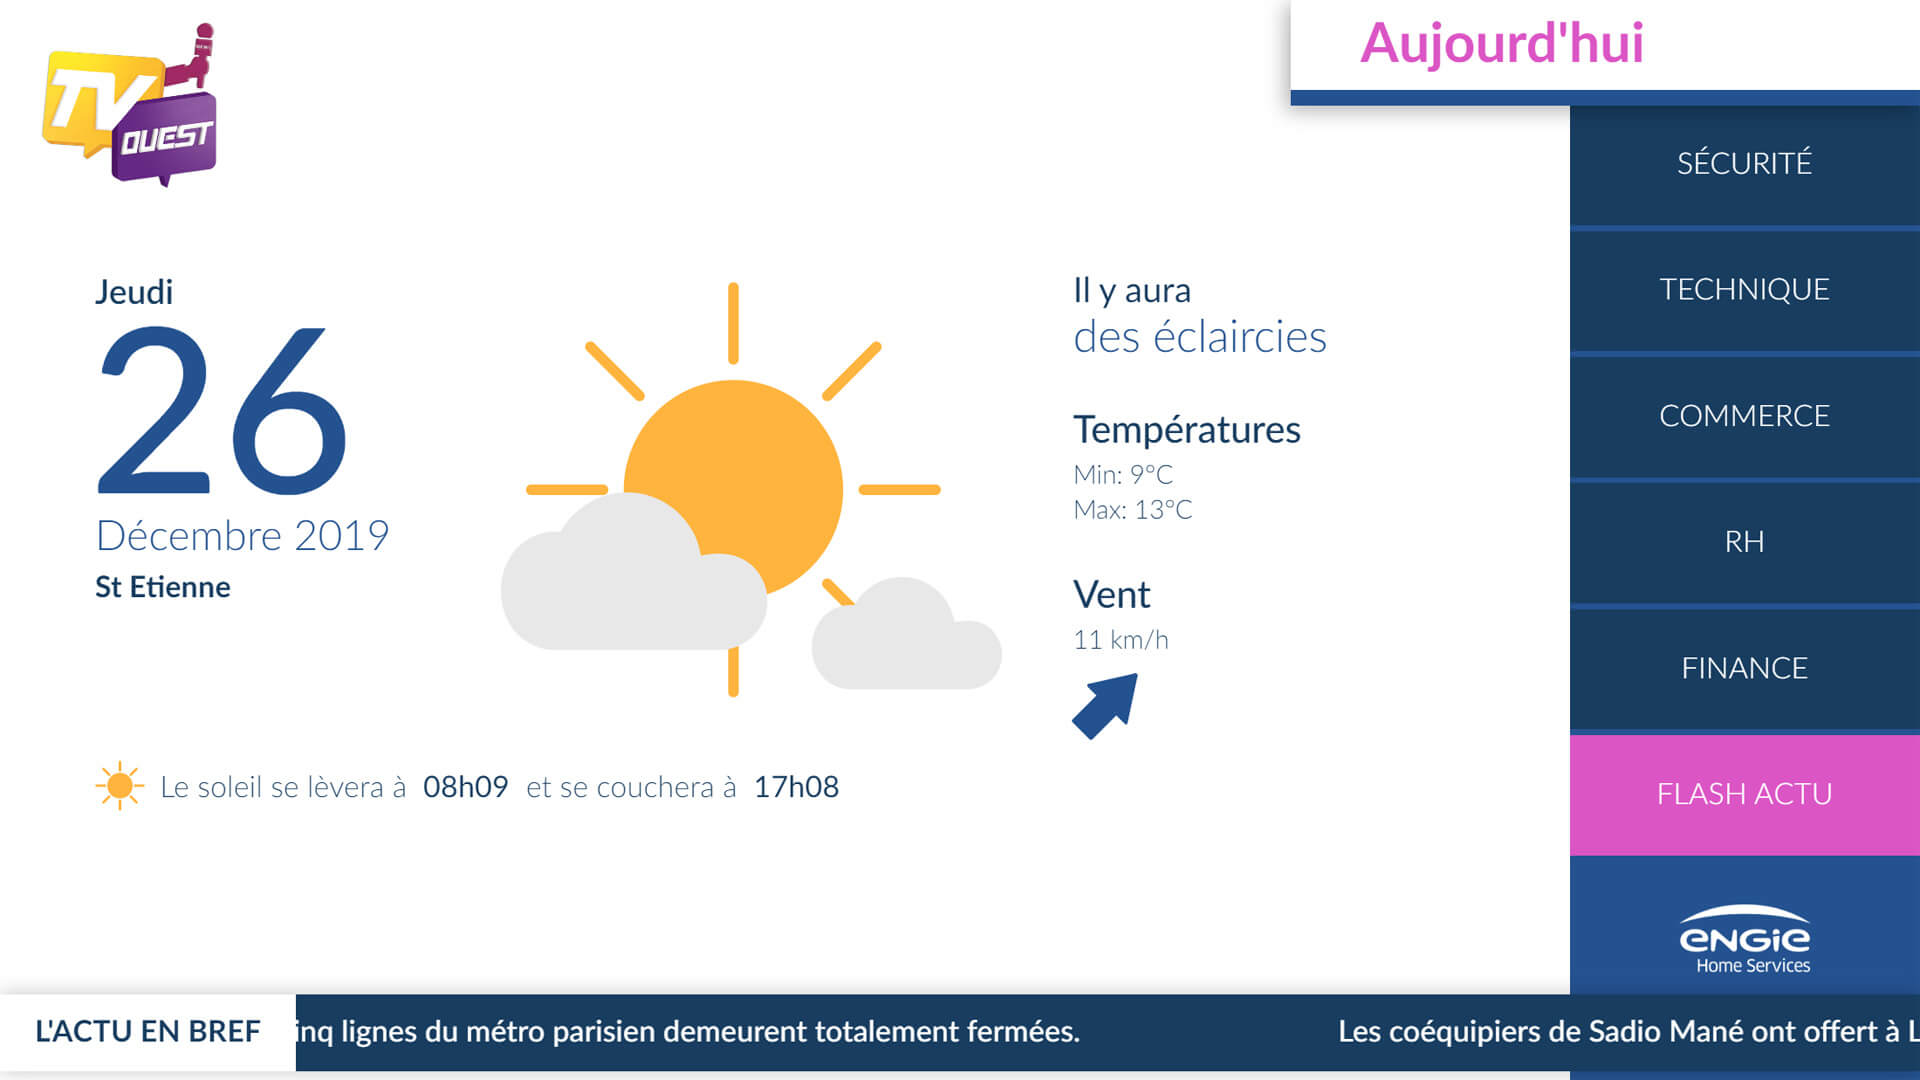 TV
OUEST
Aujourd'hui
Jeudi
26
Décembre 2019
St Etienne
Il y aura
des éclaircies
Températures
Min: 9°C
Max: 13°C
Vent
11 km/h
Le soleil se lèvera à 08h09 et se couchera à 17h08
SÉCURITÉ
TECHNIQUE
COMMERCE
RH
FINANCE
FLASH ACTU
ENGIE
Home Services
L'ACTU EN BREF
inq lignes du métro parisien demeurent totalement fermées. Les coéquipiers de Sadio Mané ont offert à L